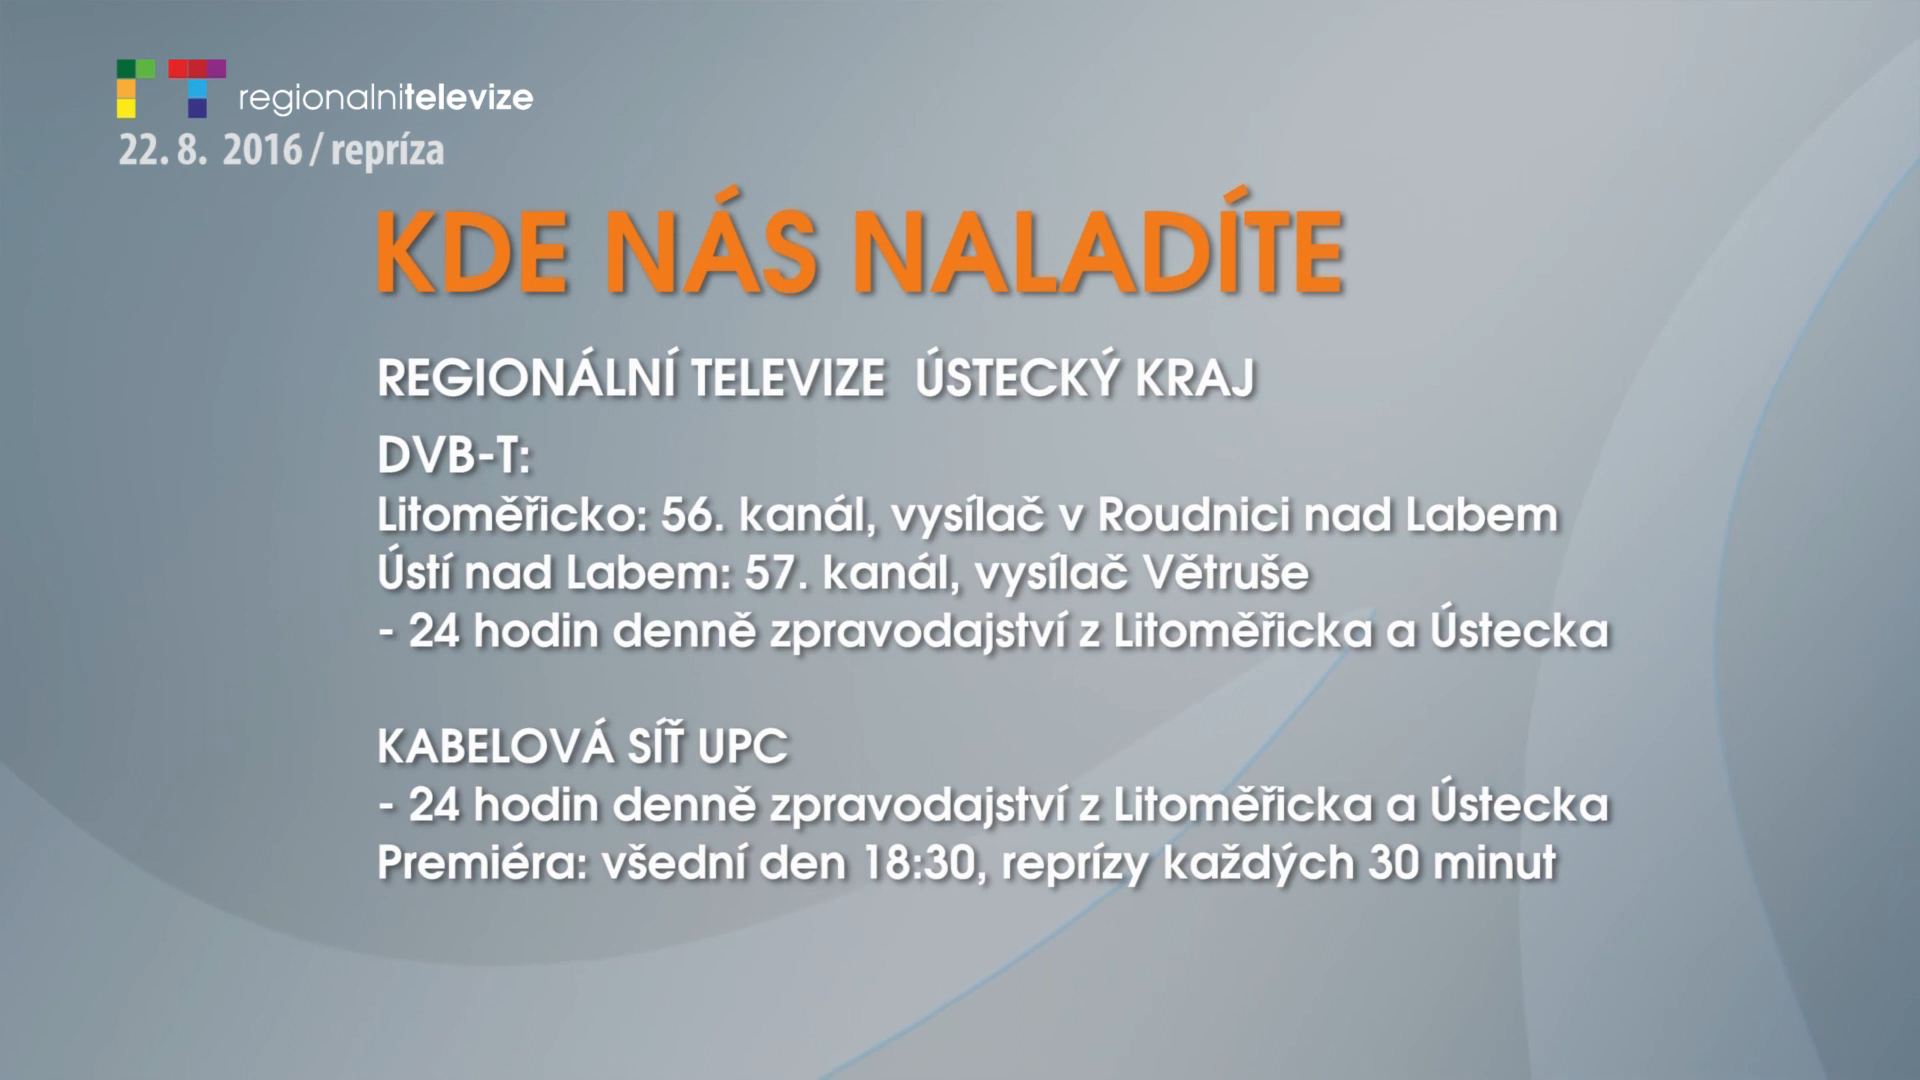 regionalnitelevize
22. 8. 2016 / repríza
KDE NÁS NALADÍTE
REGIONÁLNÍ TELEVIZE ÚSTECKÝ KRAJ
DVB-T:
Litoměřicko: 56. kanál, vysílač v Roudnici nad Labem
Ústí nad Labem: 57. kanál, vysílač Větruše
- 24 hodin denně zpravodajství z Litoměřicka a Ústecka
KABELOVÁ SÍŤ UPC
- 24 hodin denně zpravodajství z Litoměřicka a Ústecka
Premiéra: všední den 18:30, reprízy každých 30 minut